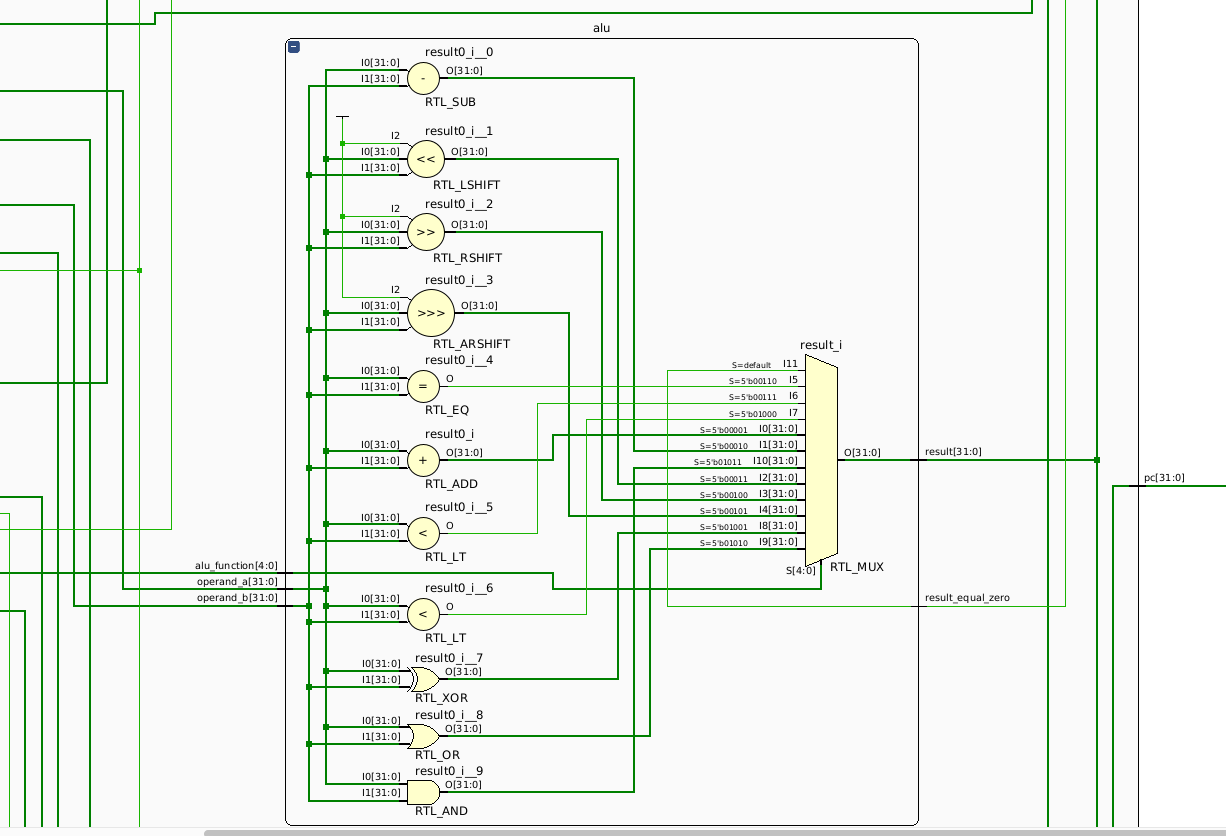 alu
result0_i__0
I0[31:0]
I1[31:0]
-
O[31:0]
RTL_SUB
result0_i__1
I2
I0[31:0]
I1[31:0]
<<
O[31:0]
RTL_LSHIFT
result0_i__2
I2
I0[31:0]
I1[31:0]
>>
O[31:0]
RTL_RSHIFT
result0_i__3
I2
I0[31:0]
I1[31:0]
>>>
O[31:0]
RTL_ARSHIFT
result0_i__4
I0[31:0]
I1[31:0]
=
O
RTL_EQ
result0_i
I0[31:0]
I1[31:0]
+
O[31:0]
RTL_ADD
result0_i__5
I0[31:0]
I1[31:0]
<
O
RTL_LT
alu_function[4:0]
operand_a[31:0]
operand_b[31:0]
result0_i__6
I0[31:0]
I1[31:0]
<
O
RTL_LT
result0_i__7
I0[31:0]
I1[31:0]
O[31:0]
RTL_XOR
result0_i__8
I0[31:0]
I1[31:0]
O[31:0]
RTL_OR
result0_i__9
I0[31:0]
I1[31:0]
O[31:0]
RTL_AND
result_i
S=default I11
S=5'b00110 I5
S=5'b00111 I6
S=5'b01000 I7
S=5'b00001 I0[31:0]
S=5'b00010 I1[31:0]
S=5'b01011 I10[31:0]
S=5'b00011 I2[31:0]
S=5'b00100 I3[31:0]
S=5'b00101 I4[31:0]
S=5'b01001 I8[31:0]
S=5'b01010 I9[31:0]
S[4:0]
RTL_MUX
O[31:0]
result[31:0]
result_equal_zero
pc[31:0]